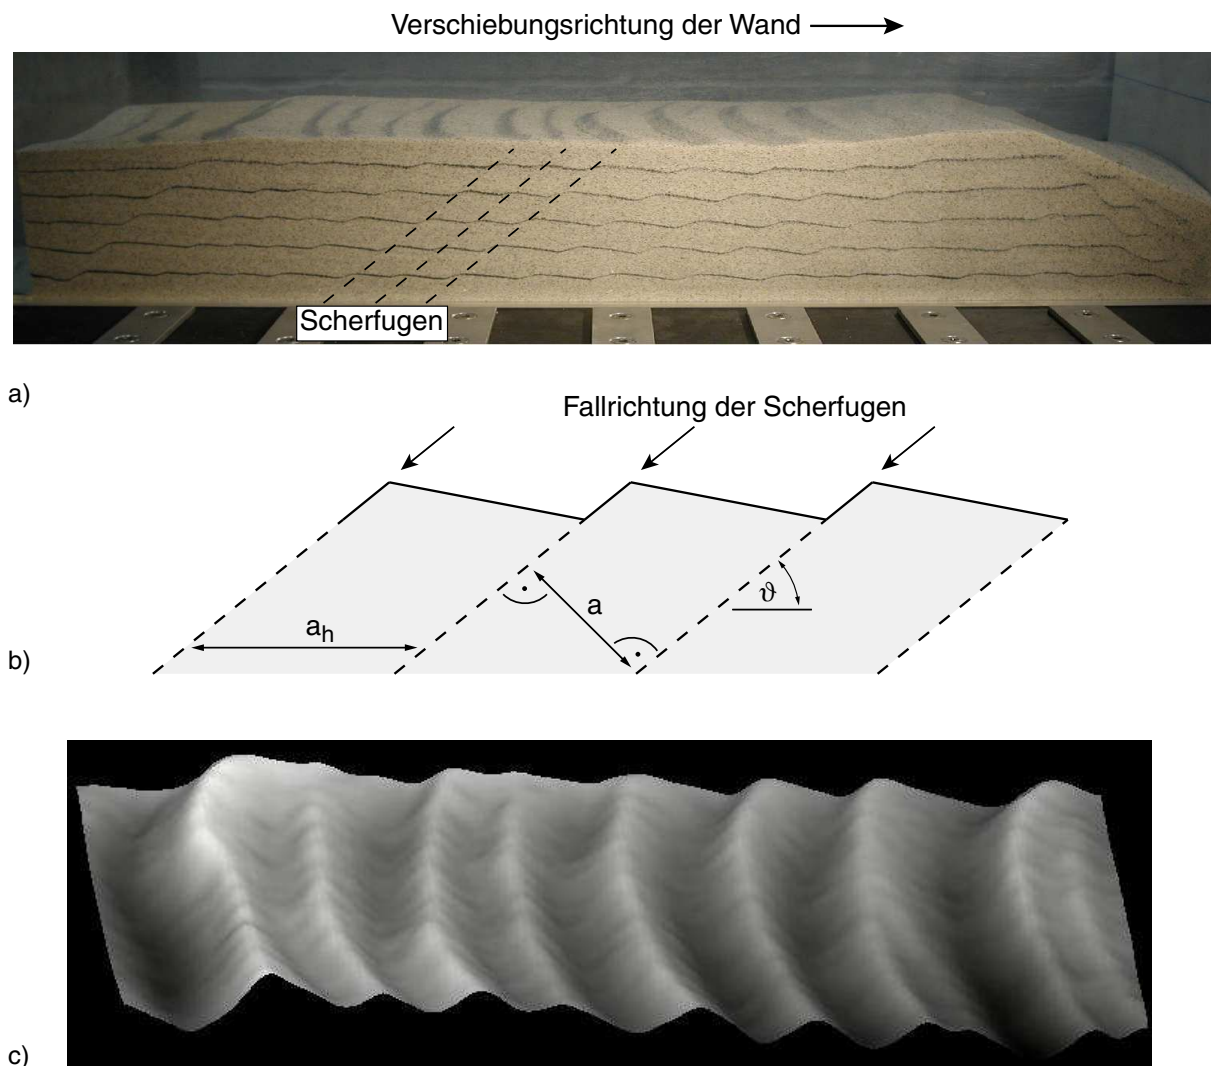 Verschiebungsrichtung der Wand
Scherfugen
a)
Fallrichtung der Scherfugen
a
ϑ
a_h
b)
c)